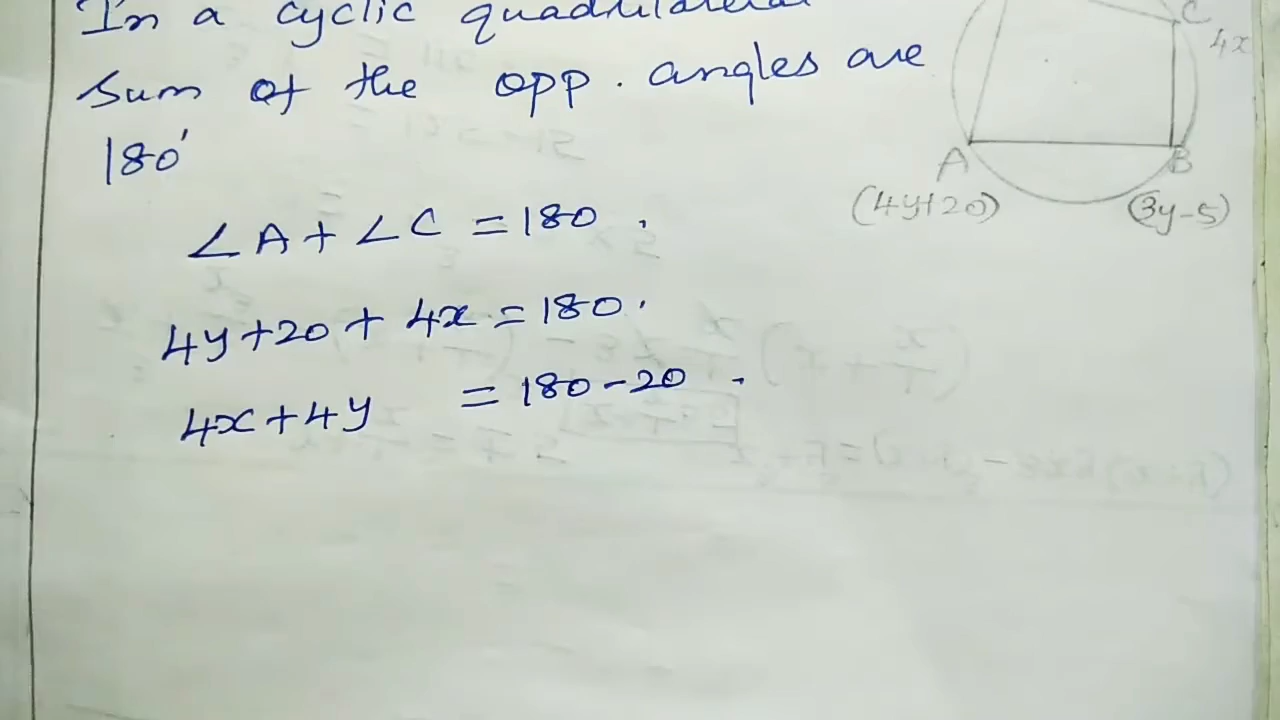 In a cyclic quadrilateral
Sum of the opp. angles are
180'
∠A + ∠C = 180.
4y+20 + 4x = 180.
4x+4y = 180-20.
C
4x
A
B
(4y+20)
(3y-5)